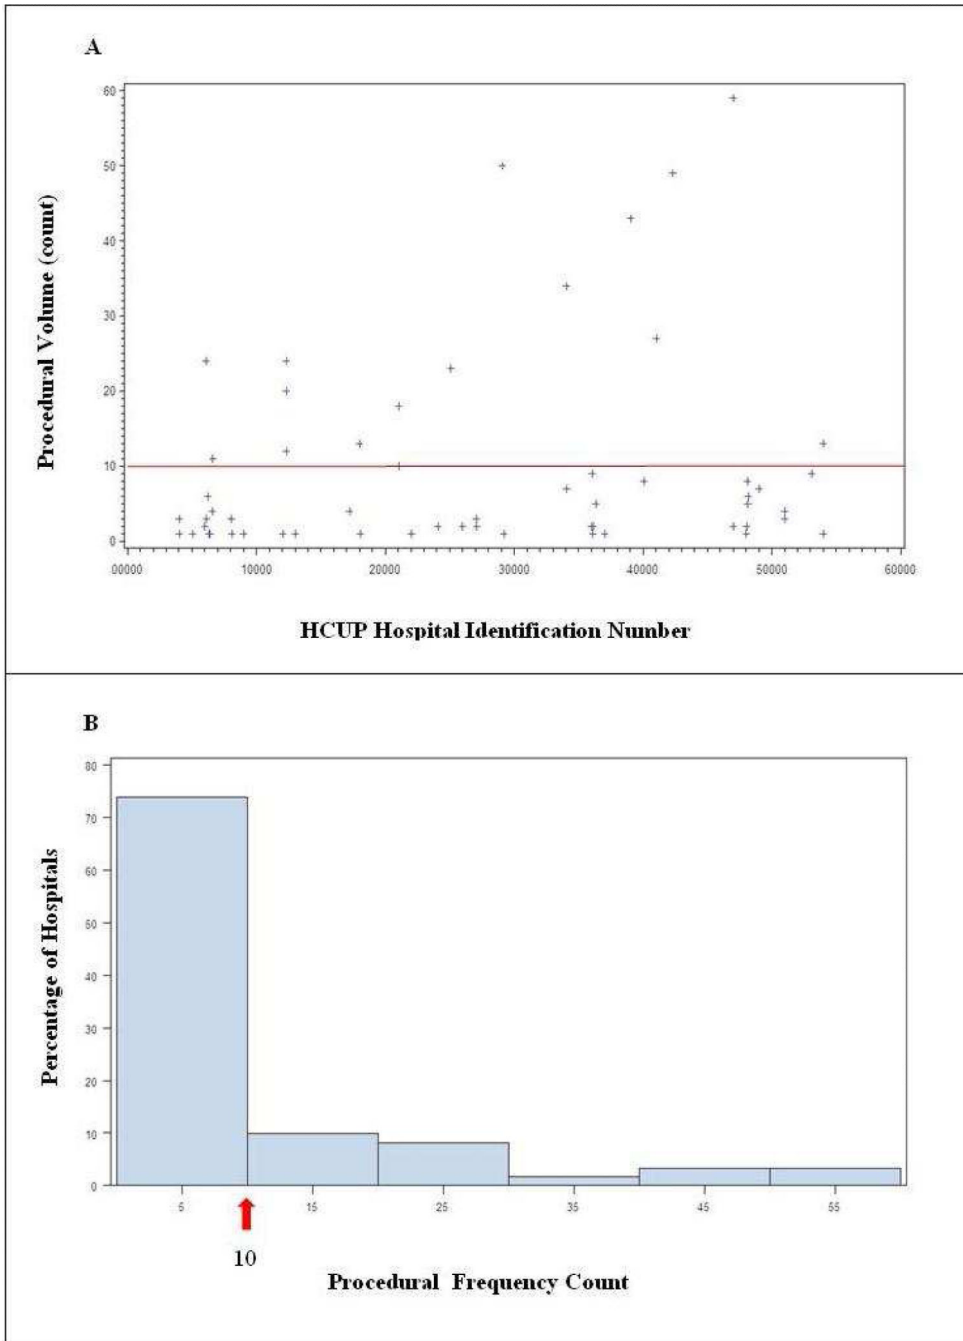 A
Procedural Volume (count)
60
50
40
30
20
10
0
00000 10000 20000 30000 40000 50000 60000
HCUP Hospital Identification Number
B
Percentage of Hospitals
80
70
60
50
40
30
20
10
0
5 15 25 35 45 55
10
Procedural Frequency Count